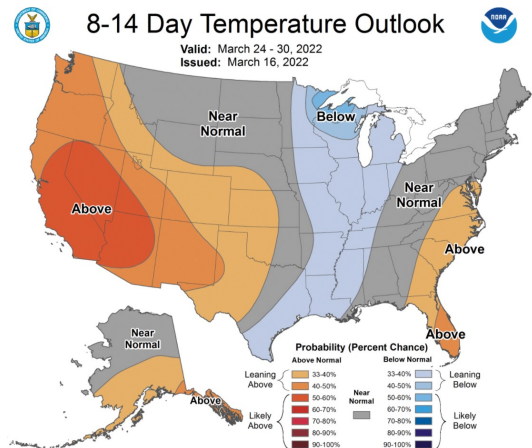 8-14 Day Temperature Outlook
NOAA
Valid: March 24 - 30, 2022
Issued: March 16, 2022
Near
Normal
Below
Above
Near
Normal
Above
Near
Normal
Above
Above
Probability (Percent Chance)
Above Normal
Below Normal
Leaning
Above
33-40%
40-50%
Likely
Above
50-60%
60-70%
70-80%
80-90%
90-100%
Near
Normal
33-40%
40-50%
Leaning
Below
50-60%
60-70%
70-80%
80-90%
90-100%
Likely
Below